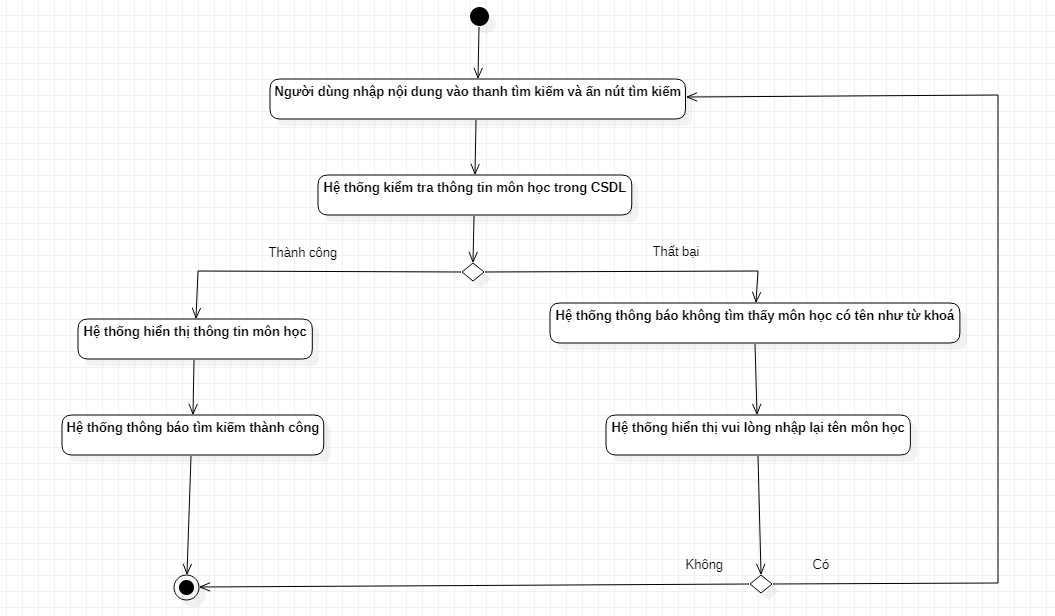 Người dùng nhập nội dung vào thanh tìm kiếm và ấn nút tìm kiếm
Hệ thống kiểm tra thông tin môn học trong CSDL
Thành công
Thất bại
Hệ thống hiển thị thông tin môn học
Hệ thống thông báo không tìm thấy môn học có tên như từ khoá
Hệ thống thông báo tìm kiếm thành công
Hệ thống hiển thị vui lòng nhập lại tên môn học
Không
Có